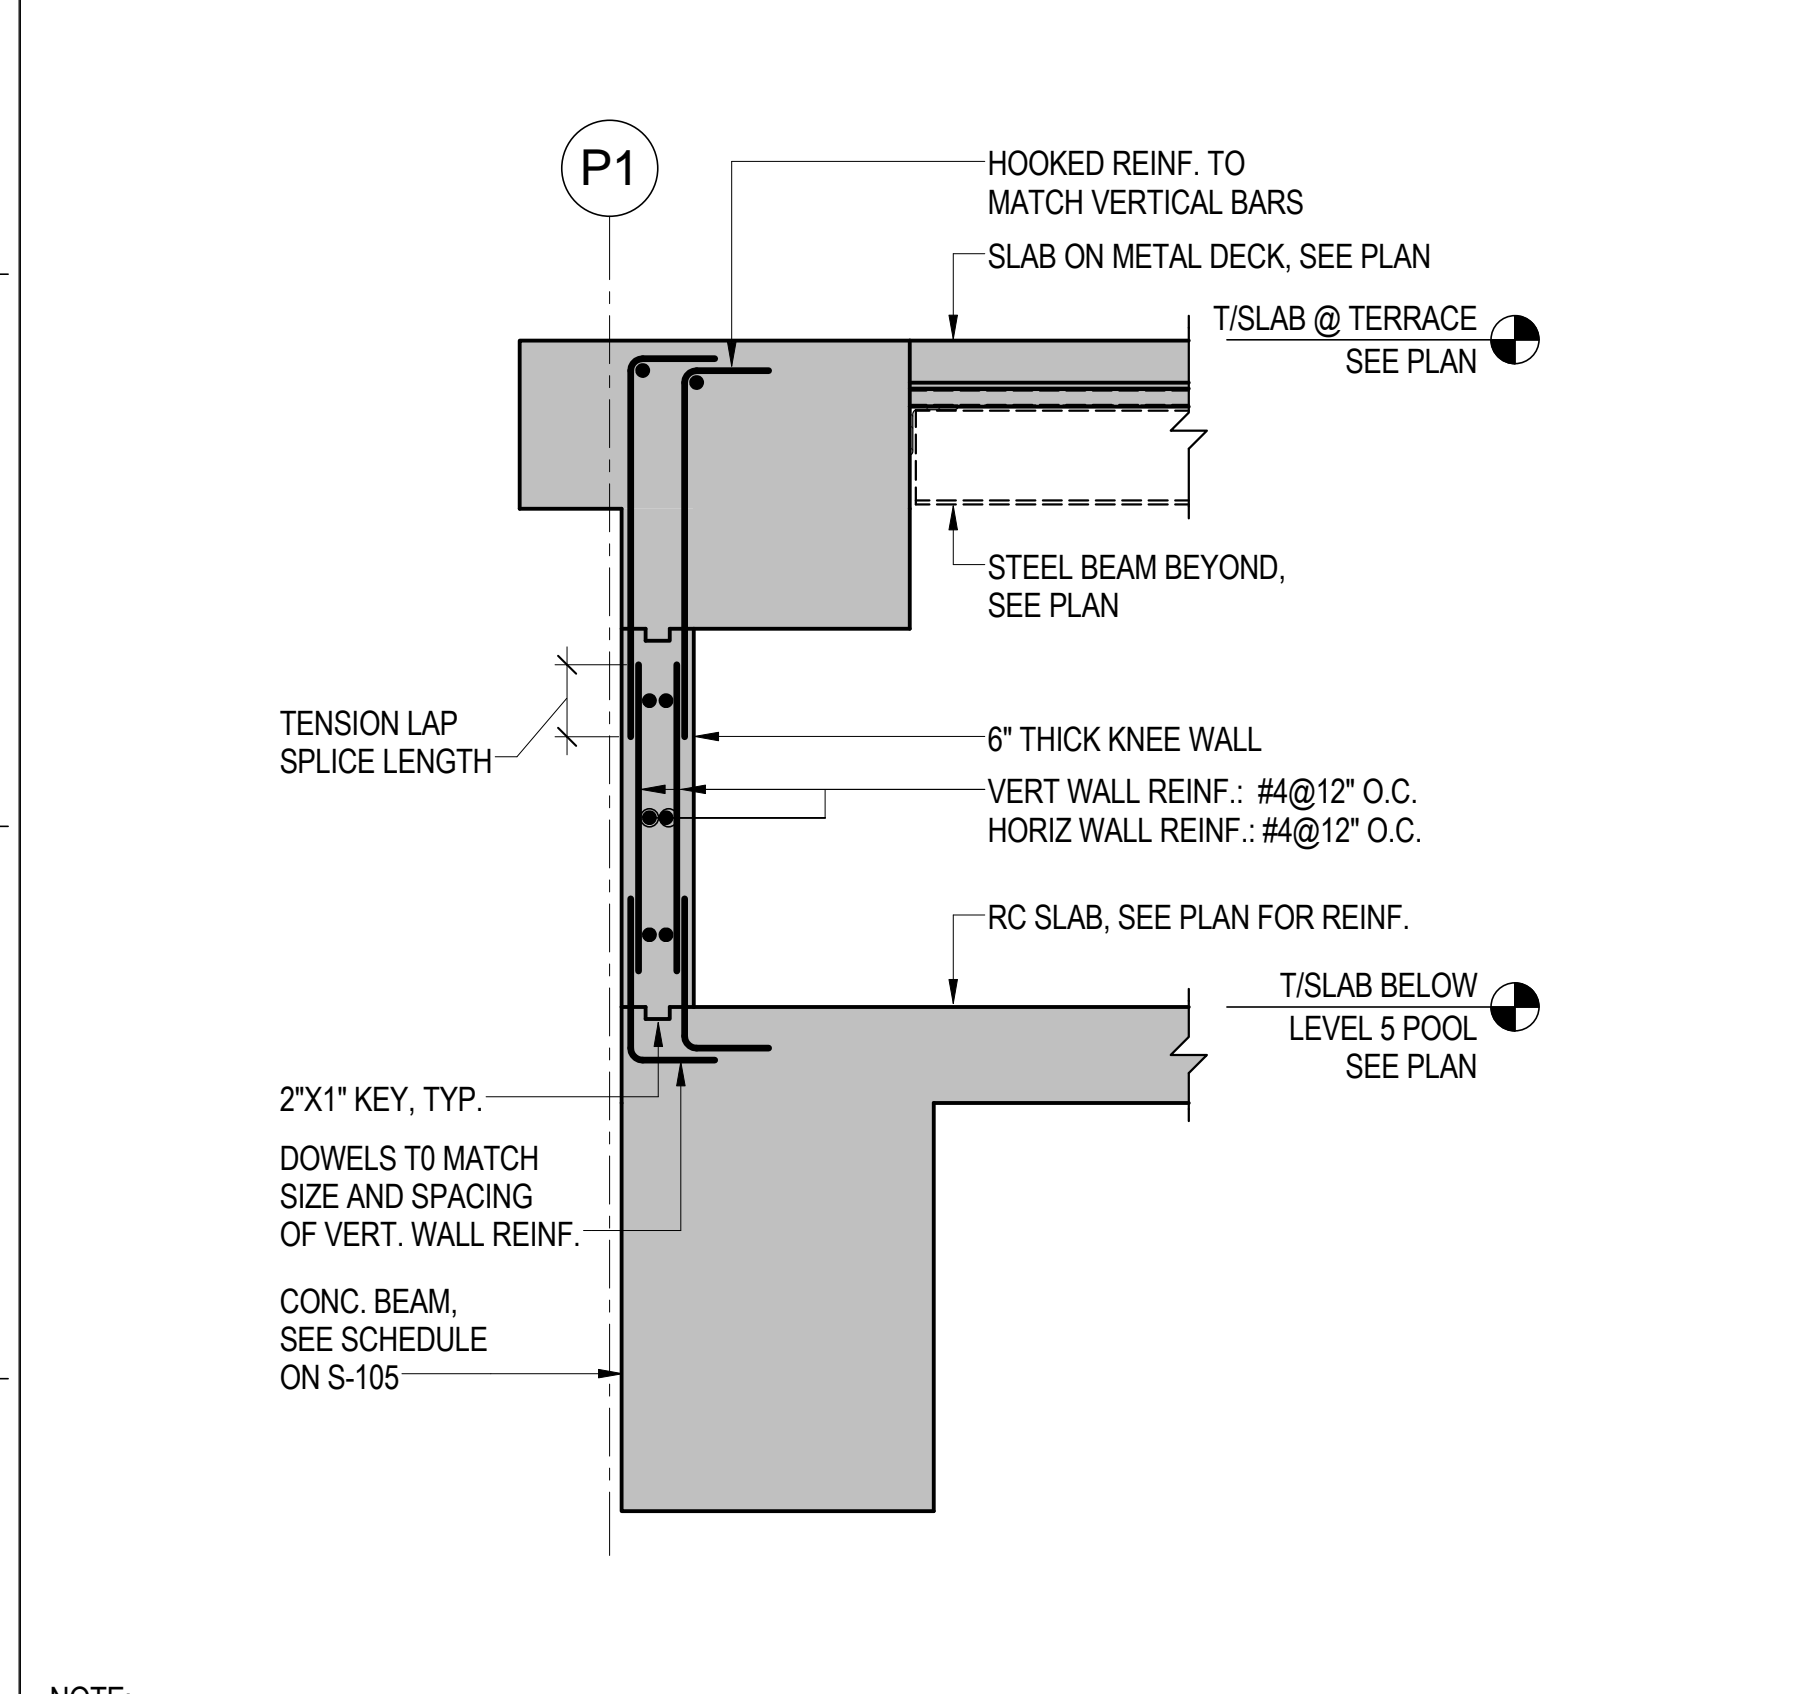 P1
HOOKED REINF. TO
MATCH VERTICAL BARS
SLAB ON METAL DECK, SEE PLAN
T/SLAB @ TERRACE
SEE PLAN
STEEL BEAM BEYOND,
SEE PLAN
TENSION LAP
SPLICE LENGTH
6" THICK KNEE WALL
VERT WALL REINF.: #4@12" O.C.
HORIZ WALL REINF.: #4@12" O.C.
RC SLAB, SEE PLAN FOR REINF.
T/SLAB BELOW
LEVEL 5 POOL
SEE PLAN
2"X1" KEY, TYP.
DOWELS T0 MATCH
SIZE AND SPACING
OF VERT. WALL REINF.
CONC. BEAM,
SEE SCHEDULE
ON S-105
NOTE: